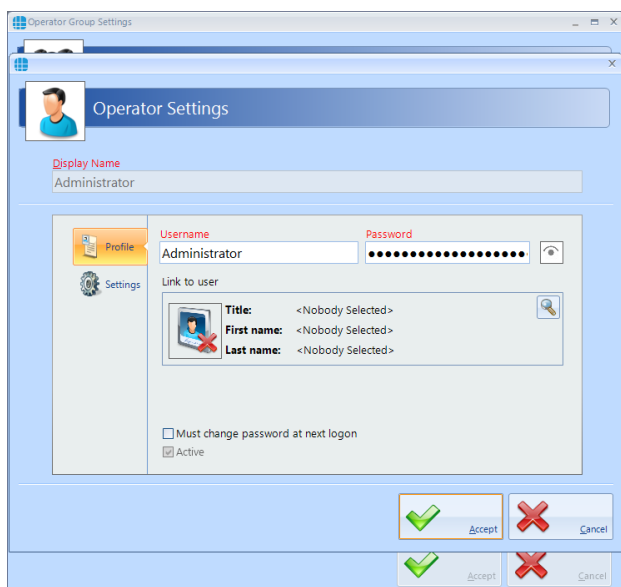 Operator Group Settings
Operator Settings
Display Name
Administrator
Profile
Settings
Username
Password
Administrator
●●●●●●●●●●●●●●●●●●●●
Link to user
Title: <Nobody Selected>
First name: <Nobody Selected>
Last name: <Nobody Selected>
Must change password at next logon
Active
Accept
Cancel
Accept
Cancel